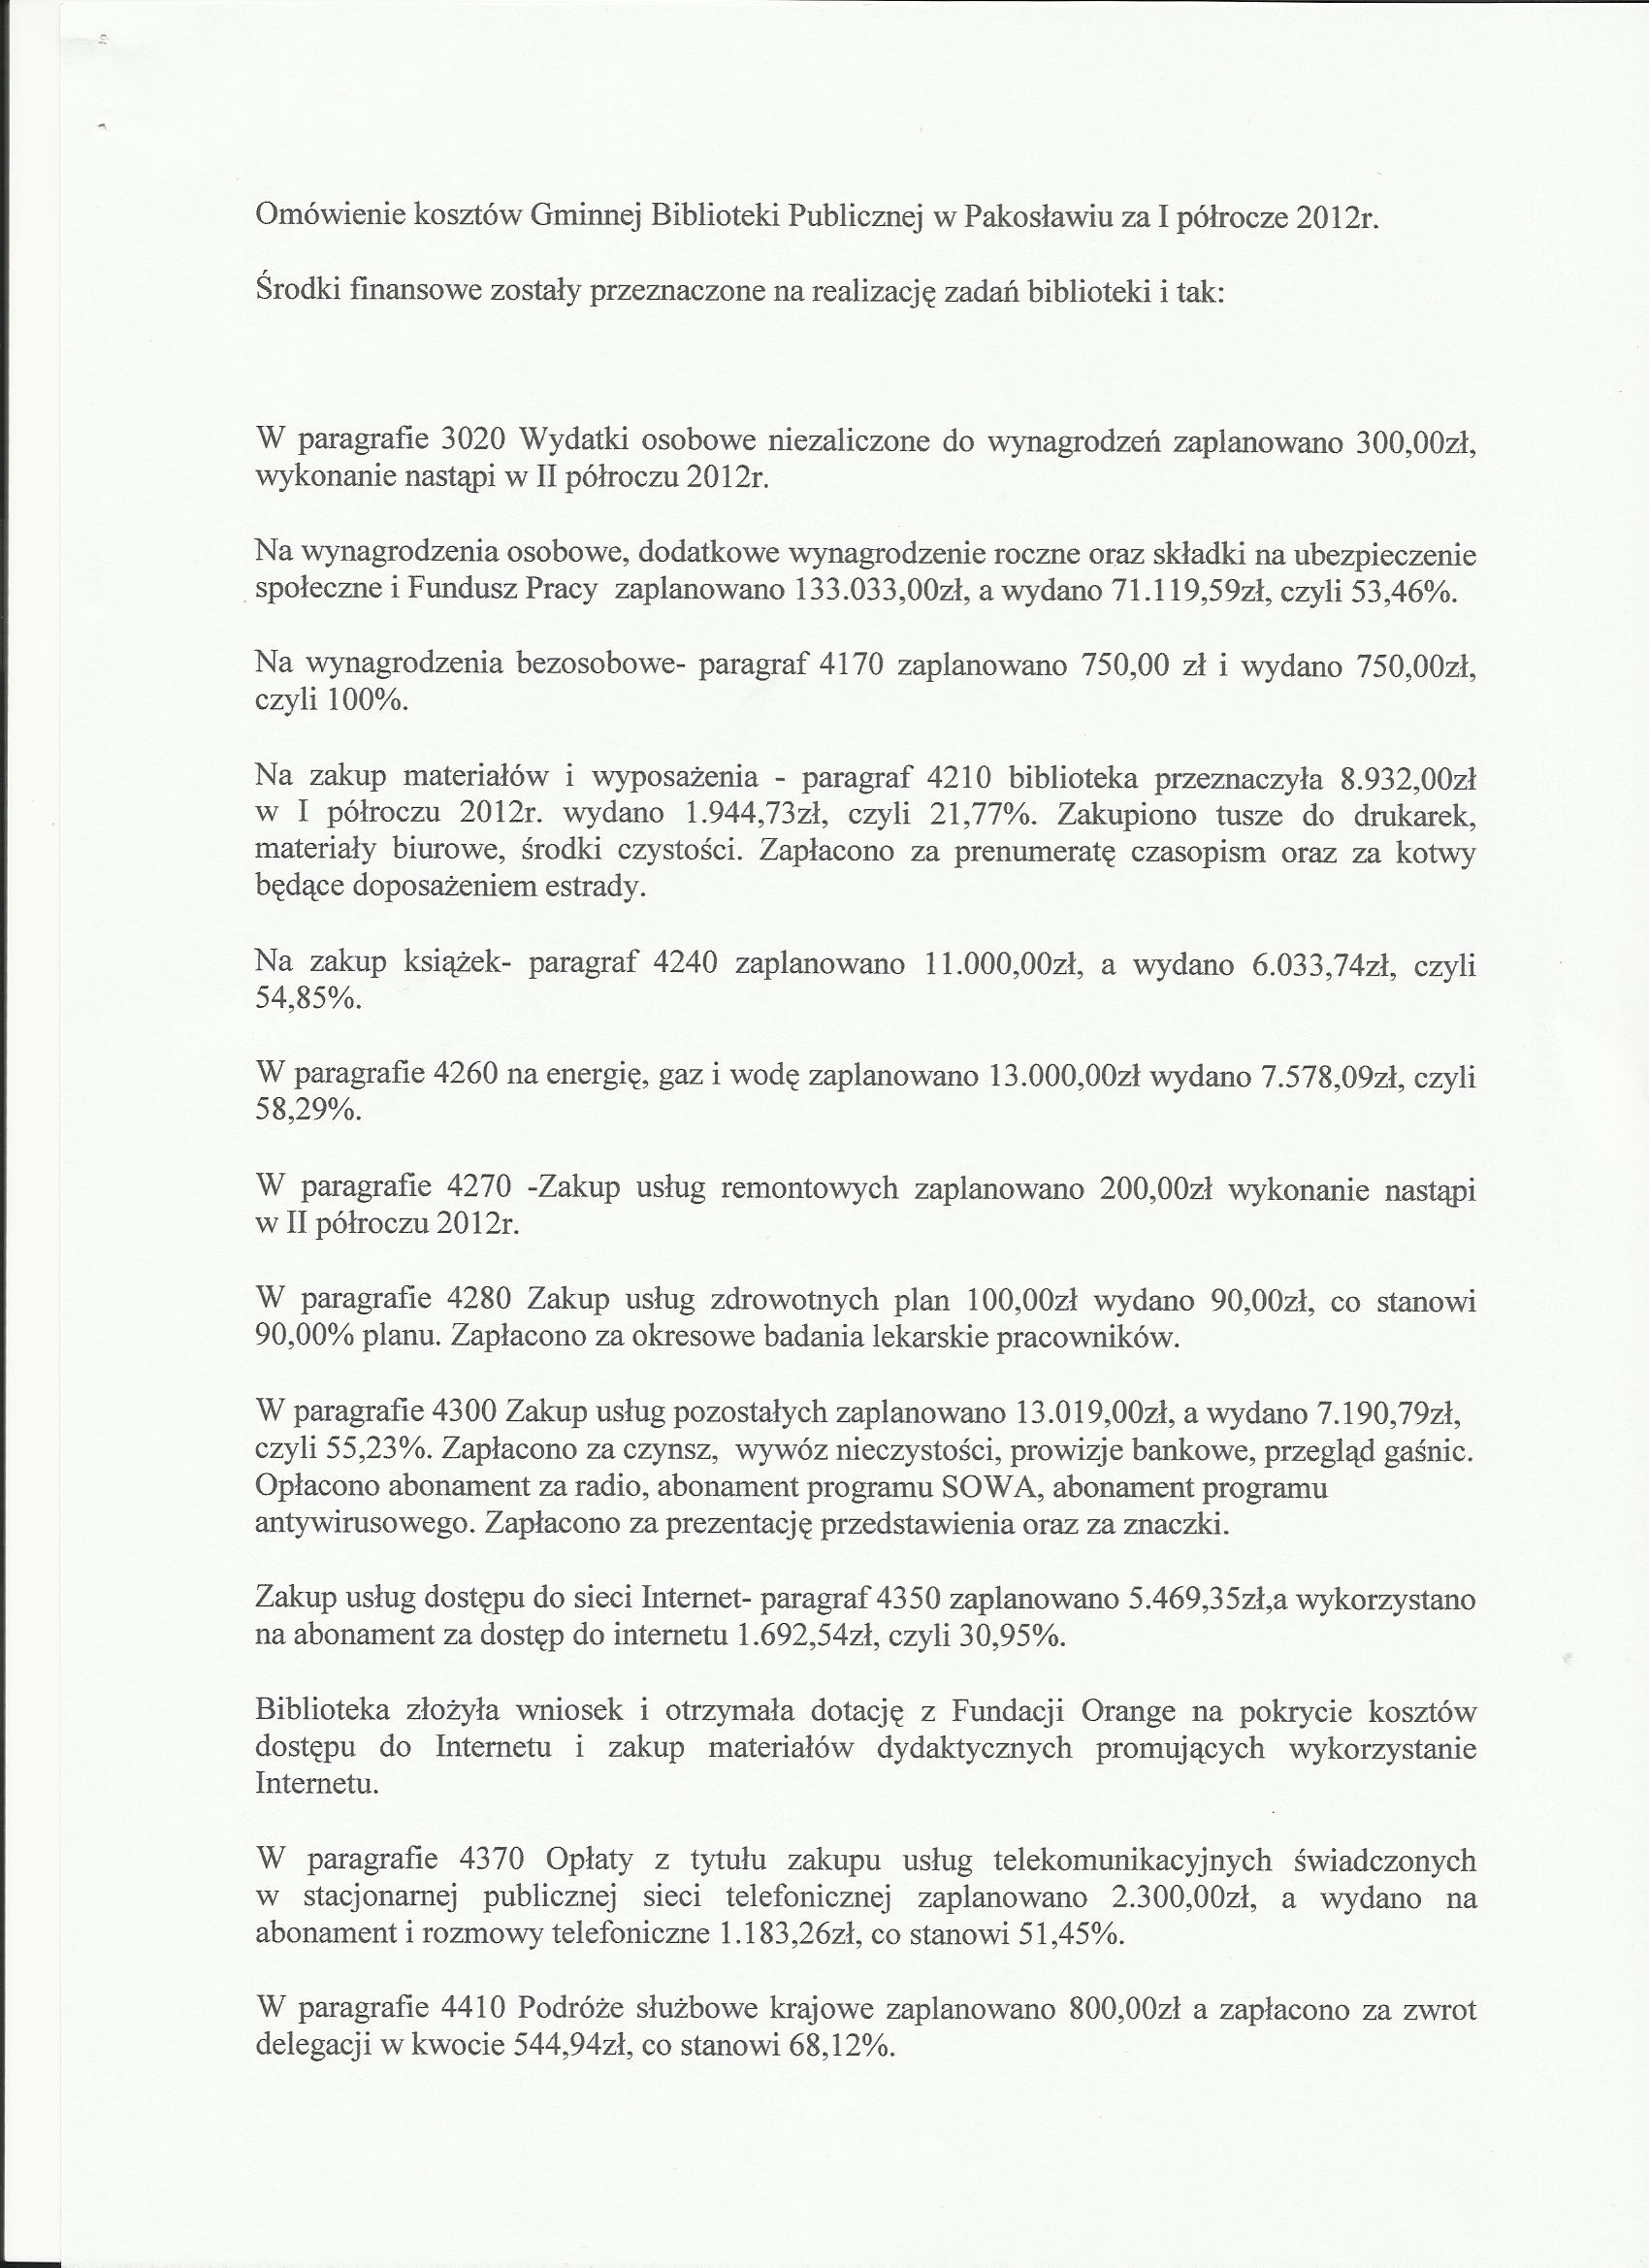 Omówienie kosztów Gminnej Biblioteki Publicznej w Pakosławiu za I półrocze 2012r.
Środki finansowe zostały przeznaczone na realizację zadań biblioteki i tak:
W paragrafie 3020 Wydatki osobowe niezaliczone do wynagrodzeń zaplanowano 300,00zł,
wykonanie nastąpi w II półroczu 2012r.
Na wynagrodzenia osobowe, dodatkowe wynagrodzenie roczne oraz składki na ubezpieczenie
społeczne i Fundusz Pracy zaplanowano 133.033,00zł, a wydano 71.119,59zł, czyli 53,46%.
Na wynagrodzenia bezosobowe- paragraf 4170 zaplanowano 750,00 zł i wydano 750,00zł,
czyli 100%.
Na zakup materiałów i wyposażenia - paragraf 4210 biblioteka przeznaczyła 8.932,00zł
w I półroczu 2012r. wydano 1.944,73zł, czyli 21,77%. Zakupiono tusze do drukarek,
materiały biurowe, środki czystości. Zapłacono za prenumeratę czasopism oraz za kotwy
będące doposażeniem estrady.
Na zakup książek- paragraf 4240 zaplanowano 11.000,00zł, a wydano 6.033,74zł, czyli
54,85%.
W paragrafie 4260 na energię, gaz i wodę zaplanowano 13.000,00zł wydano 7.578,09zł, czyli
58,29%.
W paragrafie 4270 -Zakup usług remontowych zaplanowano 200,00zł wykonanie nastąpi
w II półroczu 2012r.
W paragrafie 4280 Zakup usług zdrowotnych plan 100,00zł wydano 90,00zł, co stanowi
90,00% planu. Zapłacono za okresowe badania lekarskie pracowników.
W paragrafie 4300 Zakup usług pozostałych zaplanowano 13.019,00zł, a wydano 7.190,79zł,
czyli 55,23%. Zapłacono za czynsz, wywóz nieczystości, prowizje bankowe, przegląd gaśnic.
Opłacono abonament za radio, abonament programu SOWA, abonament programu
antywirusowego. Zapłacono za prezentację przedstawienia oraz za znaczki.
Zakup usług dostępu do sieci Internet- paragraf 4350 zaplanowano 5.469,35zł,a wykorzystano
na abonament za dostęp do internetu 1.692,54zł, czyli 30,95%.
Biblioteka złożyła wniosek i otrzymała dotację z Fundacji Orange na pokrycie kosztów
dostępu do Internetu i zakup materiałów dydaktycznych promujących wykorzystanie
Internetu.
W paragrafie 4370 Opłaty z tytułu zakupu usług telekomunikacyjnych świadczonych
w stacjonarnej publicznej sieci telefonicznej zaplanowano 2.300,00zł, a wydano na
abonament i rozmowy telefoniczne 1.183,26zł, co stanowi 51,45%.
W paragrafie 4410 Podróże służbowe krajowe zaplanowano 800,00zł a zapłacono za zwrot
delegacji w kwocie 544,94zł, co stanowi 68,12%.